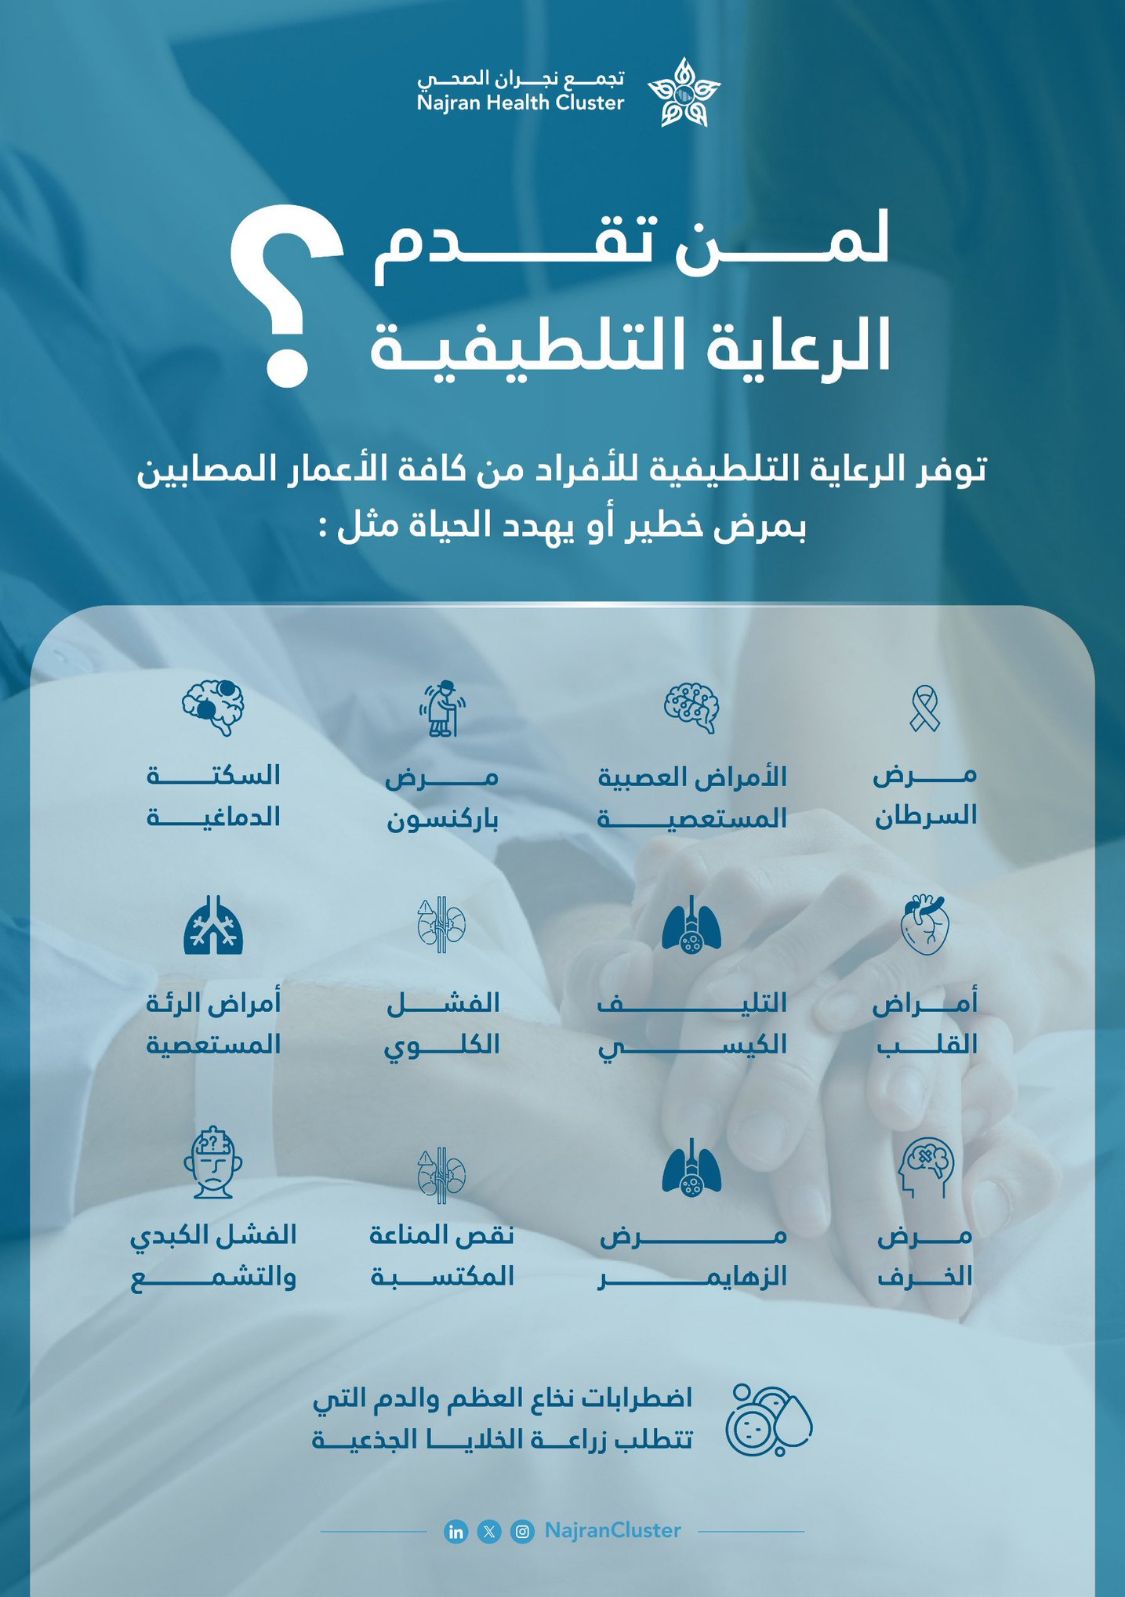 تجمع نجران الصحي
Najran Health Cluster
لمن تقدم
الرعاية التلطيفية ؟
توفر الرعاية التلطيفية للأفراد من كافة الأعمار المصابين
بمرض خطير أو يهدد الحياة مثل :
مرض
السرطان
الأمراض العصبية
المستعصية
مرض
باركنسون
السكتة
الدماغية
أمراض
القلب
التليف
الكيسي
الفشل
الكلوي
أمراض الرئة
المستعصية
مرض
الخرف
مرض
الزهايمر
نقص المناعة
المكتسبة
الفشل الكبدي
والتشمع
اضطرابات نخاع العظم والدم التي
تتطلب زراعة الخلايا الجذعية
NajranCluster